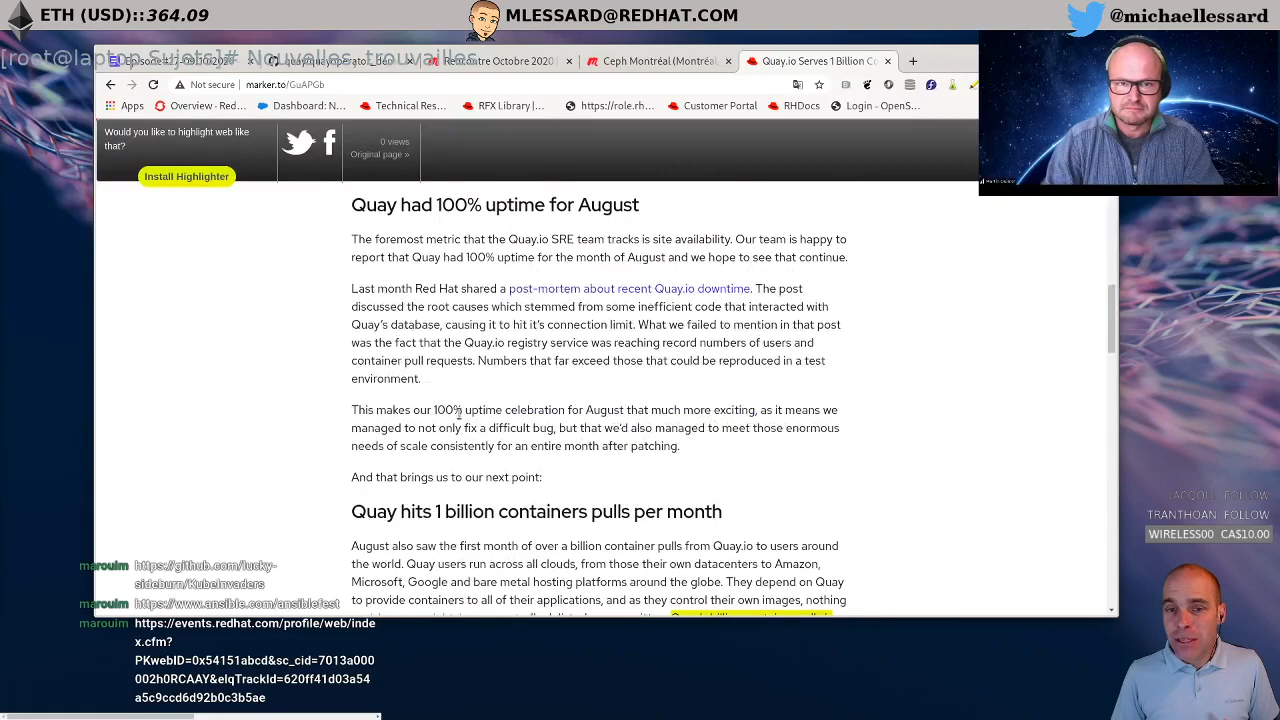 ETH (USD)::364.09
MLESSARD@REDHAT.COM
@michaellessard
[root@laptop Sujets]# Nouvelles trouvailles
Rencontre Octobre 2020 (
Ceph Montréal (Montréal,
Quay.io Serves 1 Billion Co
Not secure
marker.to/GuAPGb
Apps
Overview - Red...
Dashboard: N...
Technical Res...
RFX Library |...
https://role.rh...
Customer Portal
RHDocs
Login - OpenS...
Would you like to highlight web like
that?
Install Highlighter
0 views
Original page »
Quay had 100% uptime for August
The foremost metric that the Quay.io SRE team tracks is site availability. Our team is happy to
report that Quay had 100% uptime for the month of August and we hope to see that continue.
Last month Red Hat shared a post-mortem about recent Quay.io downtime. The post
discussed the root causes which stemmed from some inefficient code that interacted with
Quay's database, causing it to hit it's connection limit. What we failed to mention in that post
was the fact that the Quay.io registry service was reaching record numbers of users and
container pull requests. Numbers that far exceed those that could be reproduced in a test
environment.
This makes our 100% uptime celebration for August that much more exciting, as it means we
managed to not only fix a difficult bug, but that we'd also managed to meet those enormous
needs of scale consistently for an entire month after patching.
And that brings us to our next point:
Quay hits 1 billion containers pulls per month
August also saw the first month of over a billion container pulls from Quay.io to users around
the world. Quay users run across all clouds, from those their own datacenters to Amazon,
Microsoft, Google and bare metal hosting platforms around the globe. They depend on Quay
to provide containers to all of their applications, and as they control their own images, nothing
ACQOLL FOLLOW
TRANTHOAN FOLLOW
WIRELESS00 CA$10.00
marouim https://github.com/lucky-
sideburn/KubeInvaders
marouim https://www.ansible.com/ansiblefest
marouim https://events.redhat.com/profile/web/inde
x.cfm?
PKwebID=0x54151abcd&sc_cid=7013a000
002h0RCAAY&elqTrackId=620ff41d03a54
a5c9ccd6d92b0c3b5ae